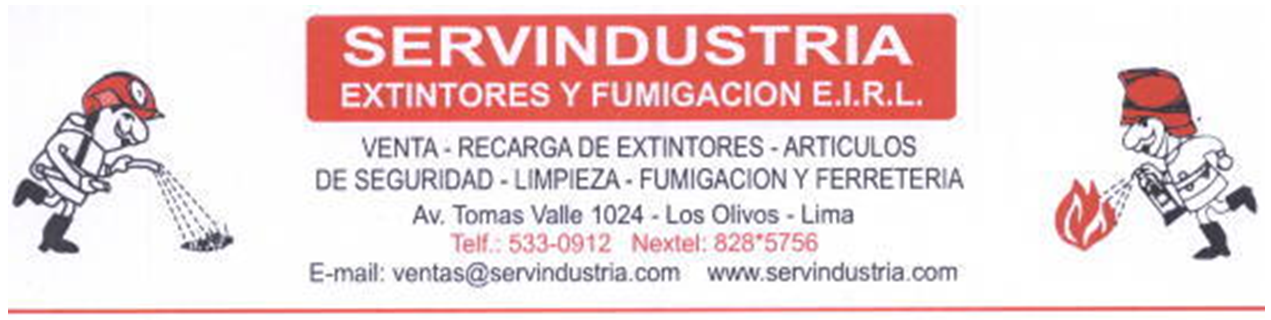 SERVINDUSTRIA
EXTINTORES Y FUMIGACION E.I.R.L.
VENTA - RECARGA DE EXTINTORES - ARTICULOS
DE SEGURIDAD - LIMPIEZA - FUMIGACION Y FERRETERIA
Av. Tomas Valle 1024 - Los Olivos - Lima
Telf.: 533-0912 Nextel: 828*5756
E-mail: ventas@servindustria.com www.servindustria.com